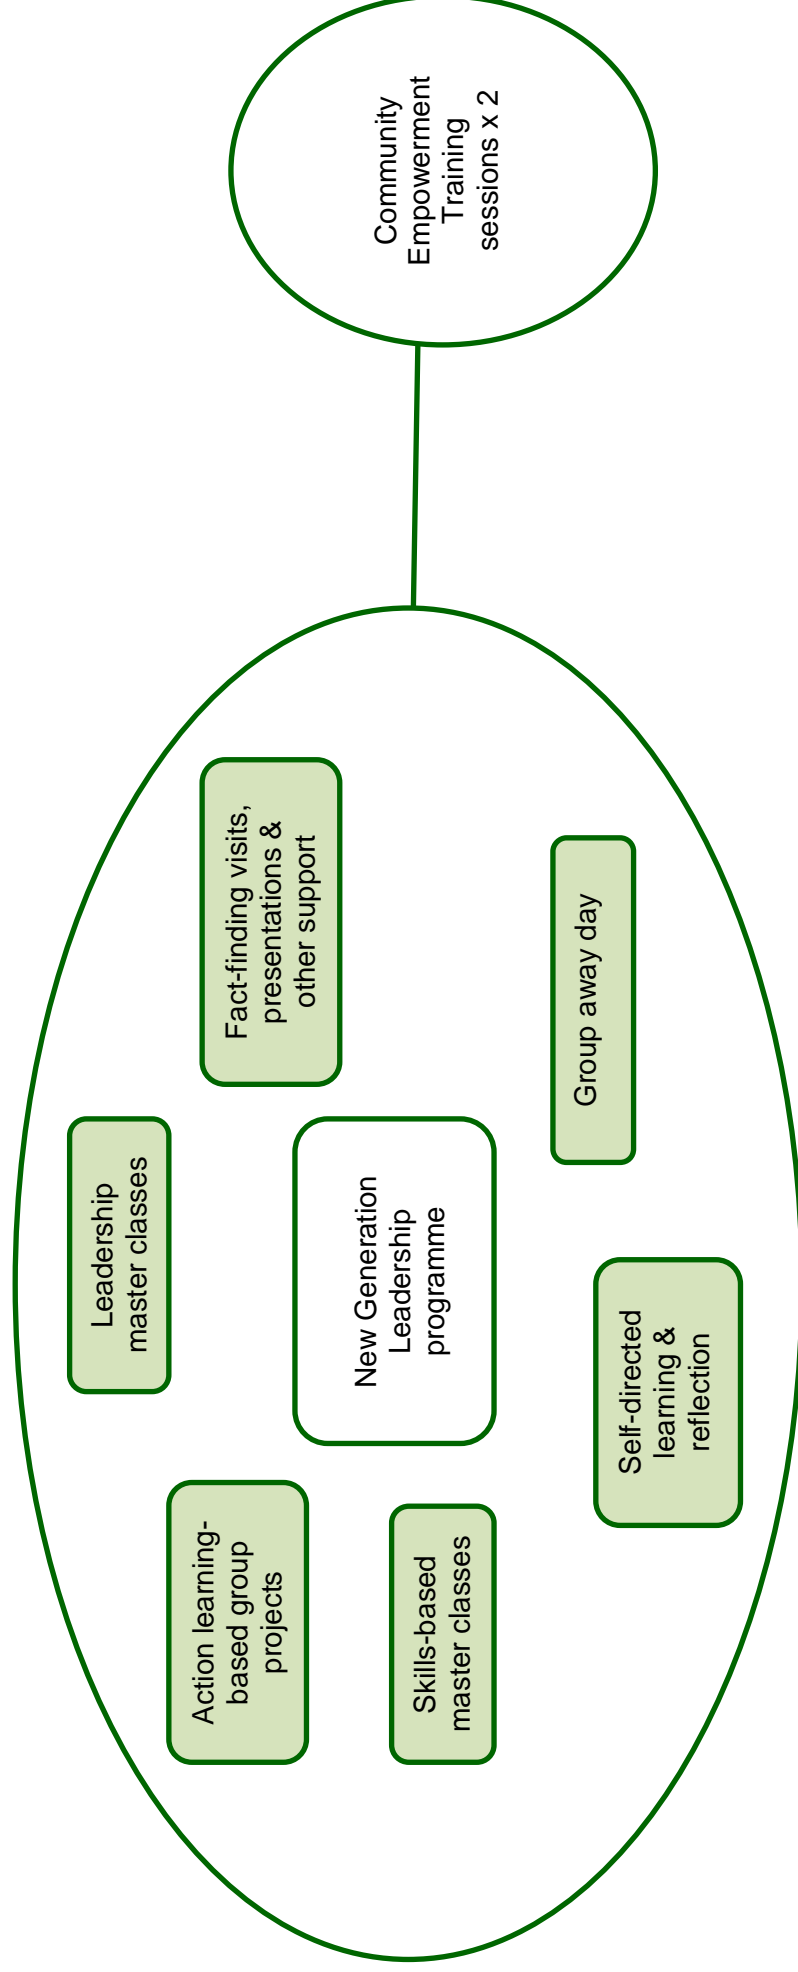 Leadership
master classes
Action learning-
based group
projects
Fact-finding visits,
presentations &
other support
New Generation
Leadership
programme
Skills-based
master classes
Self-directed
learning &
reflection
Group away day
Community
Empowerment
Training
sessions x 2